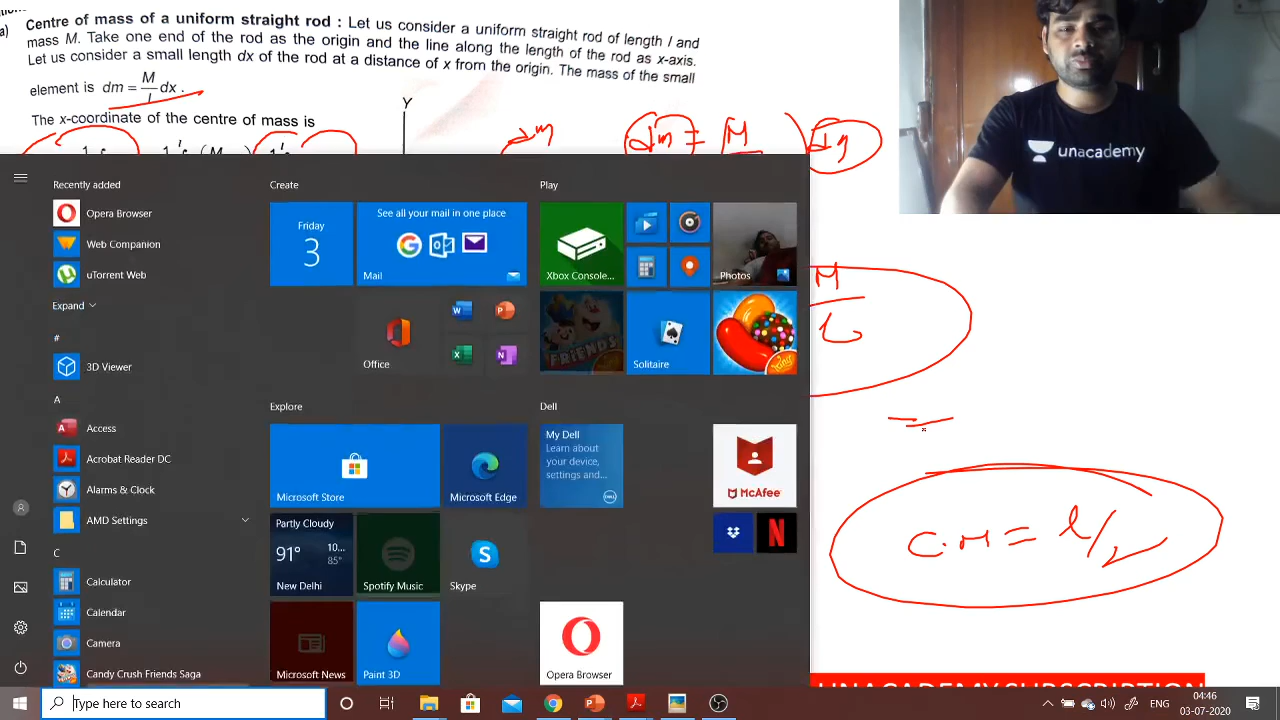 Centre of mass of a uniform straight rod : Let us consider a uniform straight rod of length l and
mass M. Take one end of the rod as the origin and the line along the length of the rod as x-axis.
Let us consider a small length dx of the rod at a distance of x from the origin. The mass of the small
element is dm = M/l dx .
The x-coordinate of the centre of mass is
Y
dm
dm = M
unacademy
M
L
C.M = l/2
UNACADEMY SUBSCRIPTION
Recently added
Opera Browser
Web Companion
uTorrent Web
Expand
#
3D Viewer
A
Access
Acrobat Reader DC
Alarms & Clock
AMD Settings
C
Calculator
Calendar
Camera
Candy Crush Friends Saga
Create
Friday
3
See all your mail in one place
Mail
Office
Explore
Microsoft Store
Microsoft Edge
Partly Cloudy
91°
10...
85°
New Delhi
Spotify Music
Skype
Microsoft News
Paint 3D
Play
Xbox Console...
Photos
FRIENDS
Solitaire
King
Dell
My Dell
Learn about
your device,
settings and...
McAfee
Opera Browser
Type here to search
ENG
04:46
03-07-2020